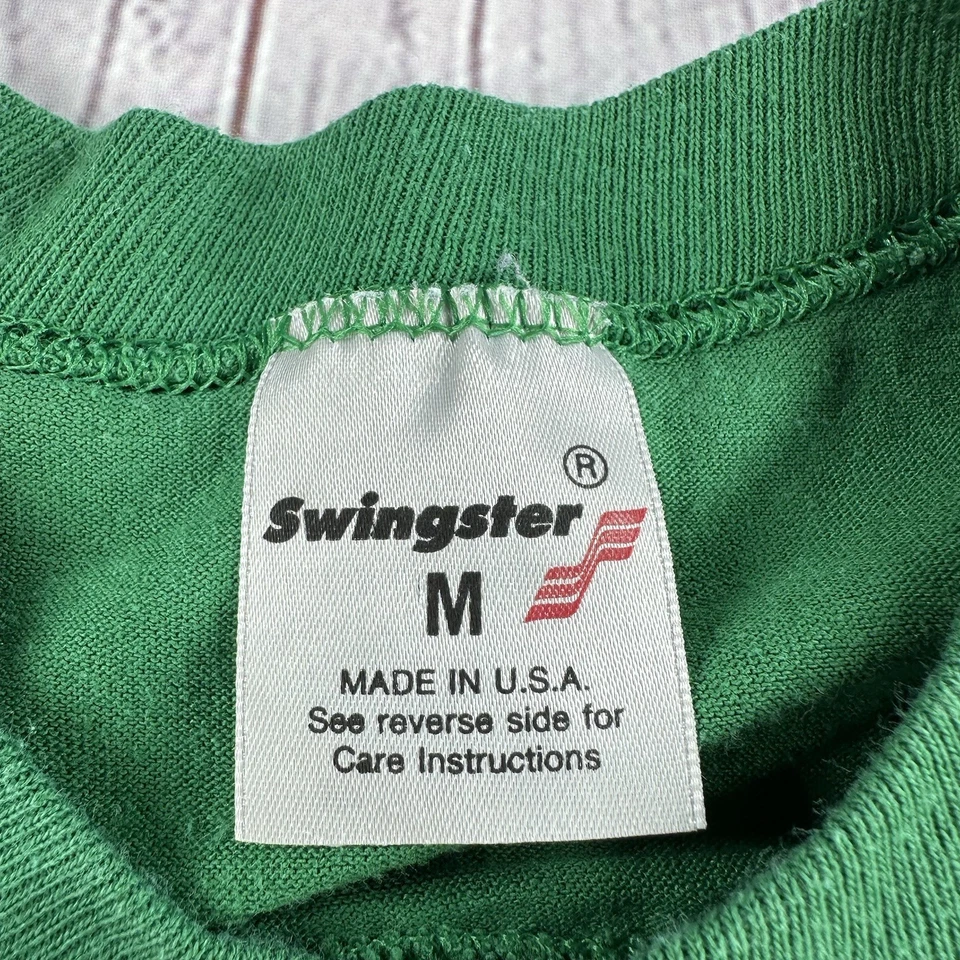 ®
Swingster
M
MADE IN U.S.A.
See reverse side for
Care Instructions